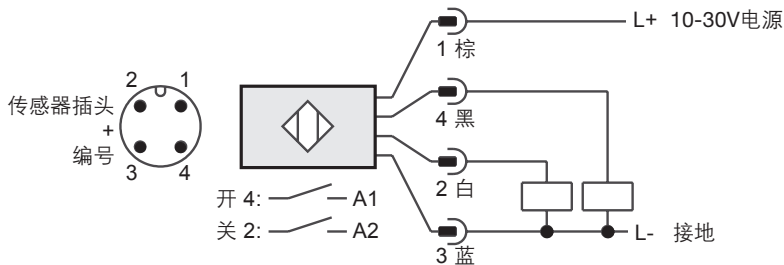 1 棕
L+ 10-30V电源
2 1
传感器插头
+
编号
3 4
4 黑
2 白
开 4: A1
关 2: A2
3 蓝
L- 接地